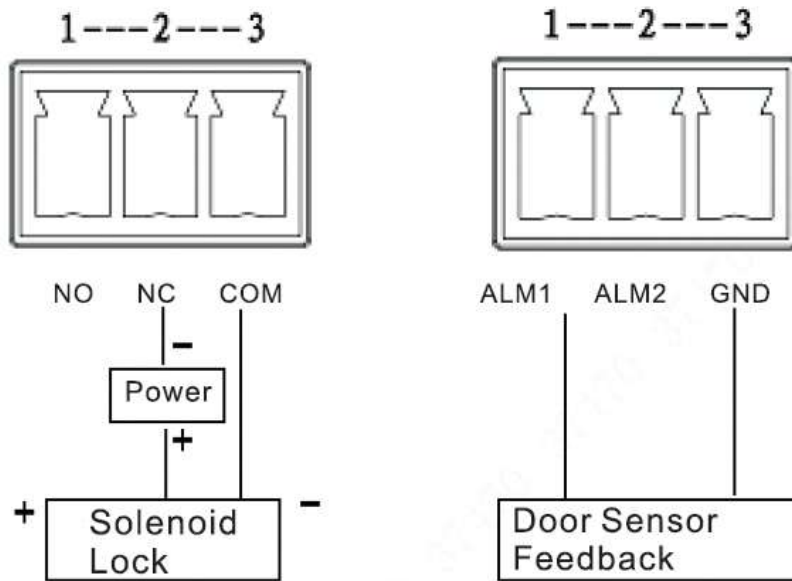 1---2---3
1---2---3
NO NC COM
ALM1 ALM2 GND
-
Power
+
+ -
Solenoid
Lock
Door Sensor
Feedback